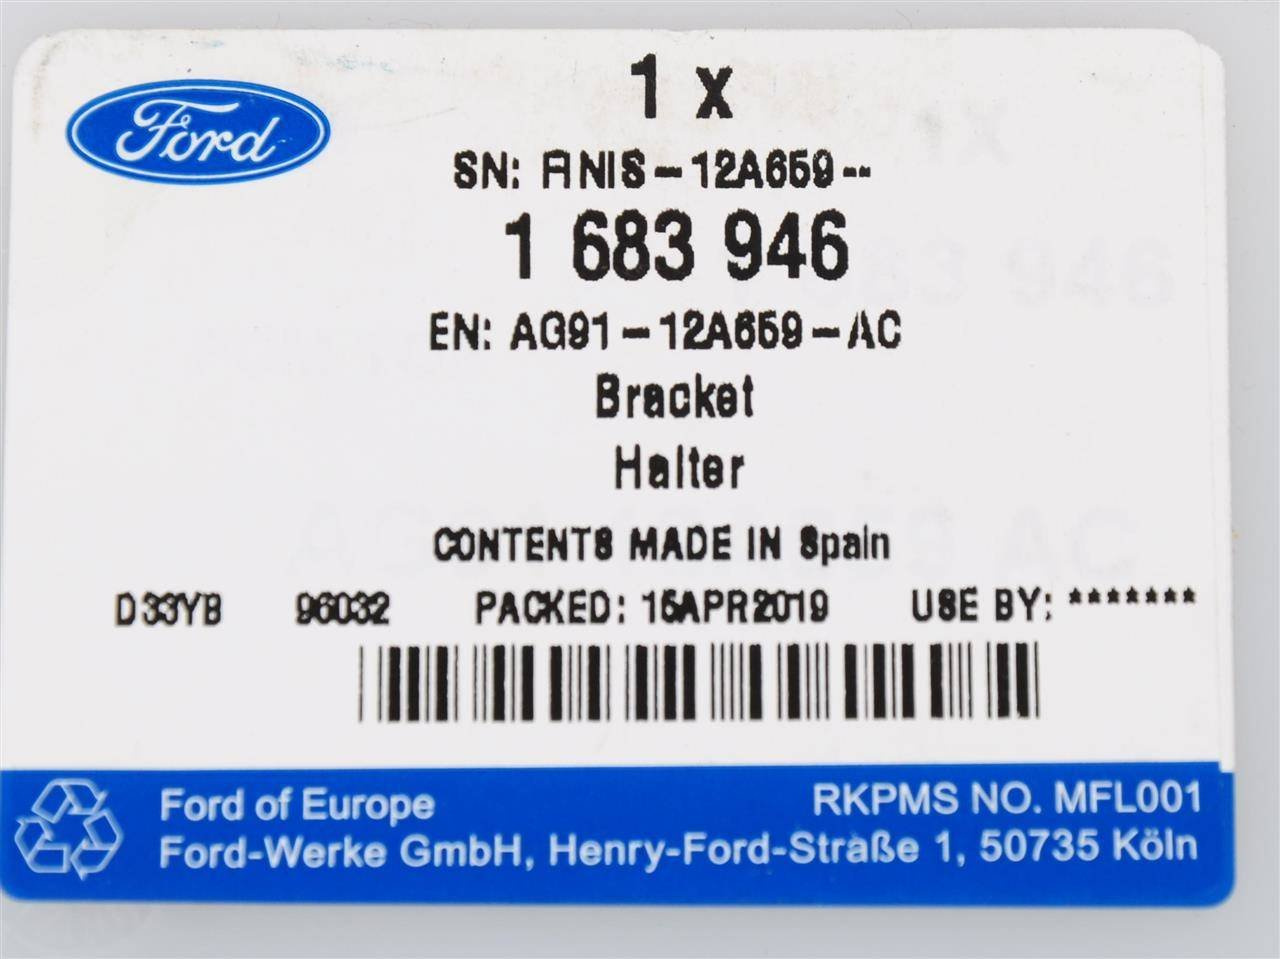 Ford
1 x
SN: ANIS-12A659--
1 683 946
EN: AG91-12A659-AC
Bracket
Halter
CONTENTS MADE IN Spain
D33YB 96032 PACKED: 15APR2019 USE BY: *******
Ford of Europe RKPMS NO. MFL001
Ford-Werke GmbH, Henry-Ford-Straße 1, 50735 Köln